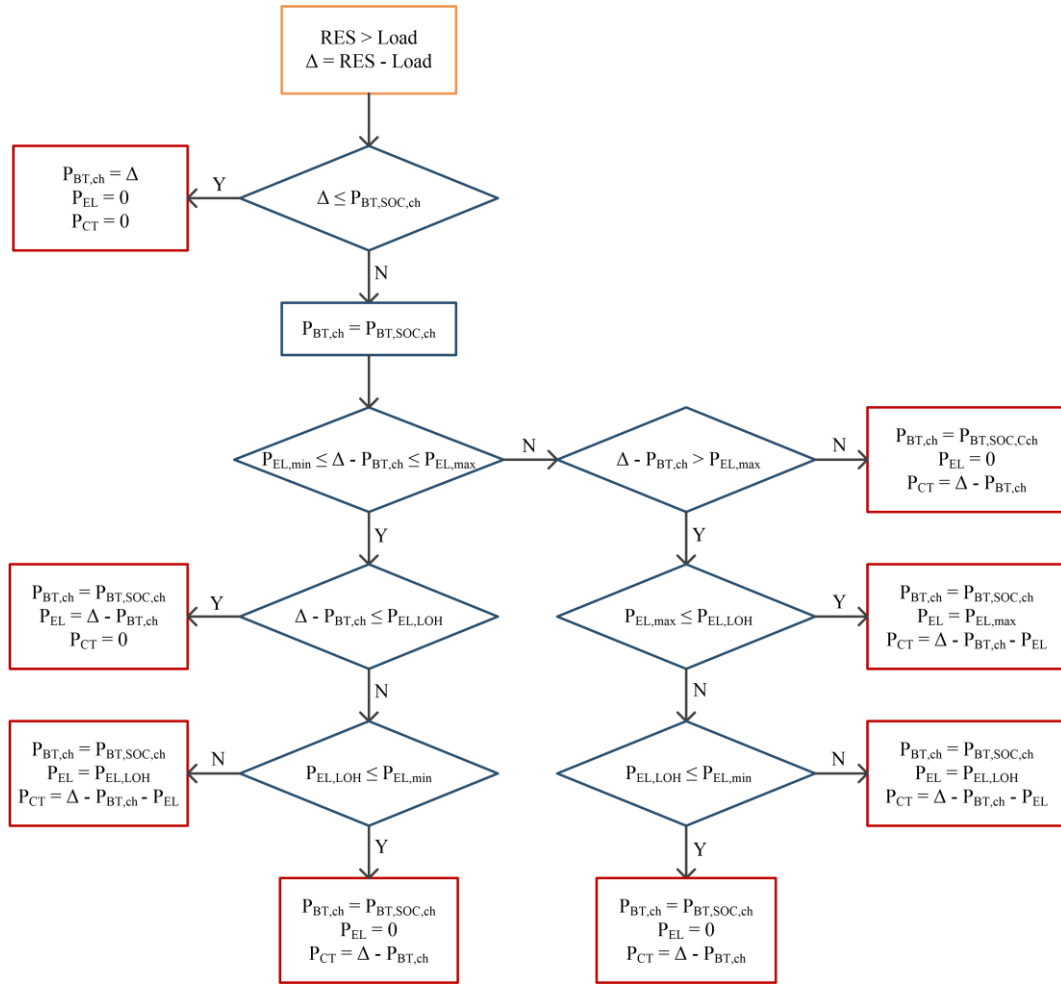 RES > Load
Δ = RES - Load
P_BT,ch = Δ
P_EL = 0
P_CT = 0
Y
Δ ≤ P_BT,SOC,ch
N
P_BT,ch = P_BT,SOC,ch
P_EL,min ≤ Δ - P_BT,ch ≤ P_EL,max
N
Δ - P_BT,ch > P_EL,max
N
P_BT,ch = P_BT,SOC,Cch
P_EL = 0
P_CT = Δ - P_BT,ch
Y
Y
P_BT,ch = P_BT,SOC,ch
P_EL = Δ - P_BT,ch
P_CT = 0
Y
Δ - P_BT,ch ≤ P_EL,LOH
P_EL,max ≤ P_EL,LOH
Y
P_BT,ch = P_BT,SOC,ch
P_EL = P_EL,max
P_CT = Δ - P_BT,ch - P_EL
N
N
P_BT,ch = P_BT,SOC,ch
P_EL = P_EL,LOH
P_CT = Δ - P_BT,ch - P_EL
N
P_EL,LOH ≤ P_EL,min
P_EL,LOH ≤ P_EL,min
N
P_BT,ch = P_BT,SOC,ch
P_EL = P_EL,LOH
P_CT = Δ - P_BT,ch - P_EL
Y
Y
P_BT,ch = P_BT,SOC,ch
P_EL = 0
P_CT = Δ - P_BT,ch
P_BT,ch = P_BT,SOC,ch
P_EL = 0
P_CT = Δ - P_BT,ch